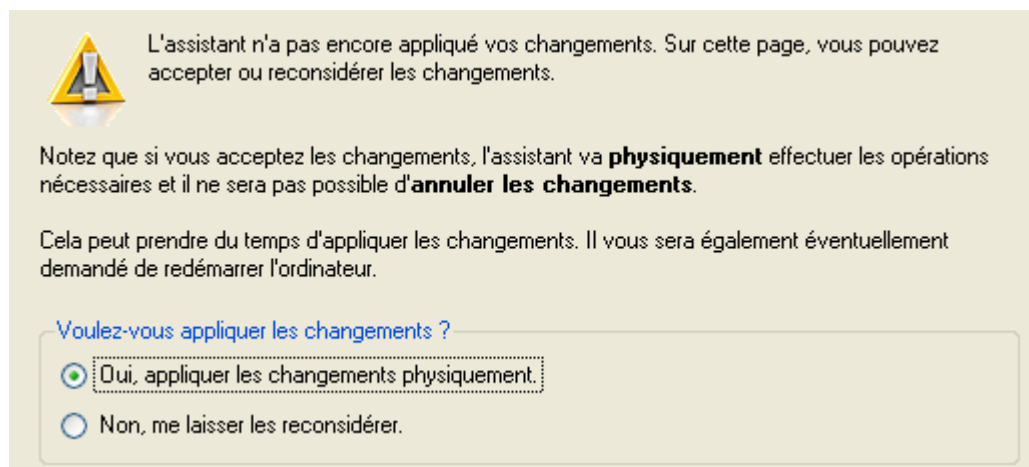 L'assistant n'a pas encore appliqué vos changements. Sur cette page, vous pouvez
accepter ou reconsidérer les changements.
Notez que si vous acceptez les changements, l'assistant va physiquement effectuer les opérations
nécessaires et il ne sera pas possible d'annuler les changements.
Cela peut prendre du temps d'appliquer les changements. Il vous sera également éventuellement
demandé de redémarrer l'ordinateur.
Voulez-vous appliquer les changements ?
Oui, appliquer les changements physiquement.
Non, me laisser les reconsidérer.